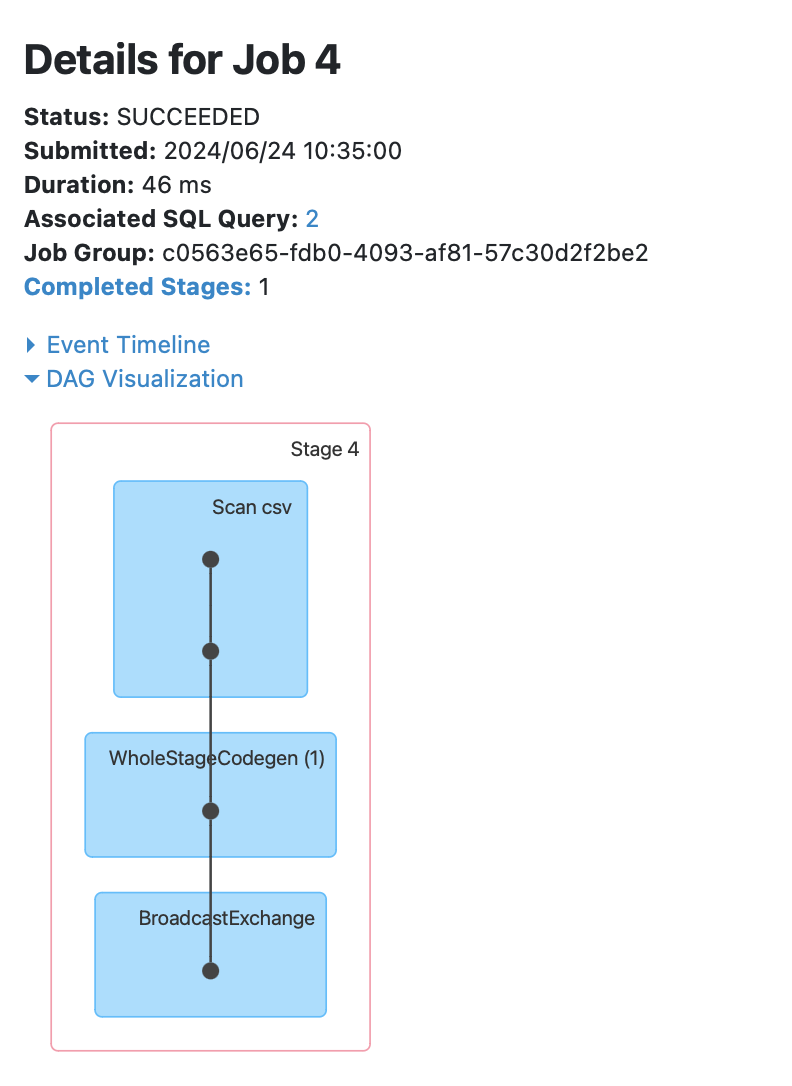 Details for Job 4
Status: SUCCEEDED
Submitted: 2024/06/24 10:35:00
Duration: 46 ms
Associated SQL Query: 2
Job Group: c0563e65-fdb0-4093-af81-57c30d2f2be2
Completed Stages: 1
Event Timeline
DAG Visualization
Stage 4
Scan csv
WholeStageCodegen (1)
BroadcastExchange